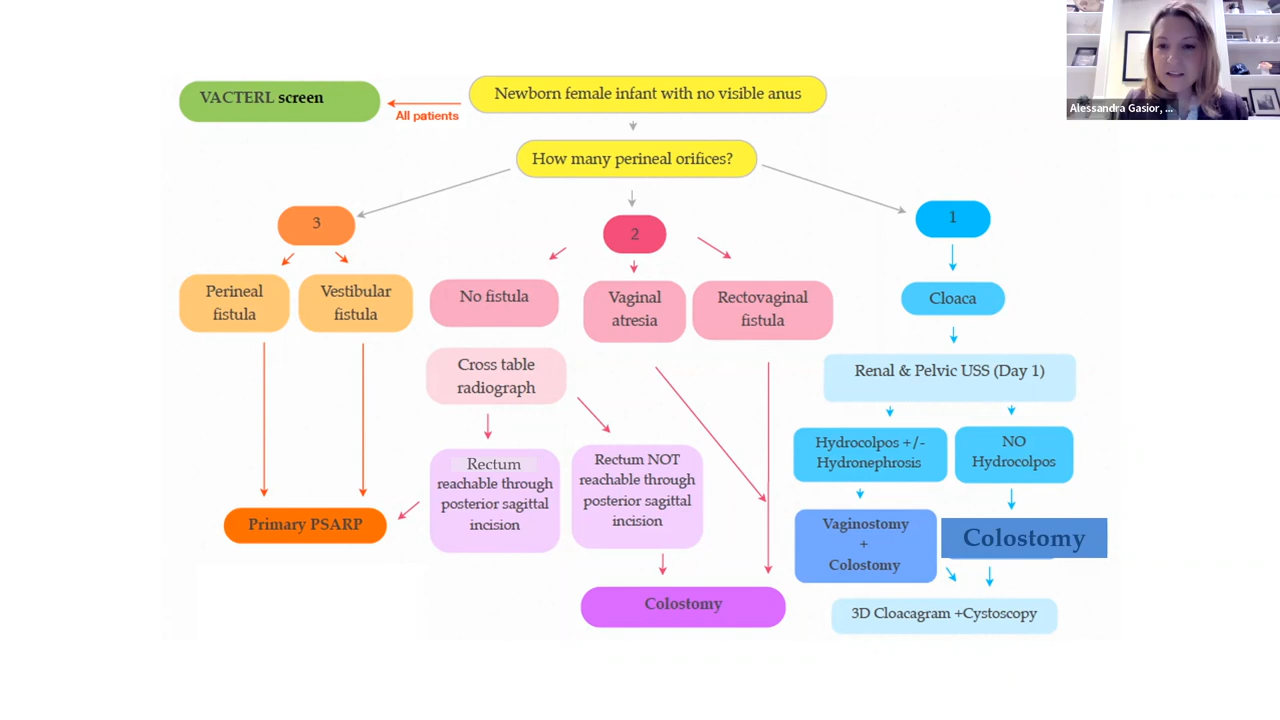 VACTERL screen
All patients
Newborn female infant with no visible anus
Alessandra Gasior, ...
How many perineal orifices?
3
2
1
Perineal
fistula
Vestibular
fistula
No fistula
Vaginal
atresia
Rectovaginal
fistula
Cloaca
Cross table
radiograph
Renal & Pelvic USS (Day 1)
Rectum
reachable through
posterior sagittal
incision
Rectum NOT
reachable through
posterior sagittal
incision
Hydrocolpos +/-
Hydronephrosis
NO
Hydrocolpos
Primary PSARP
Vaginostomy
+
Colostomy
Colostomy
Colostomy
3D Cloacagram +Cystoscopy